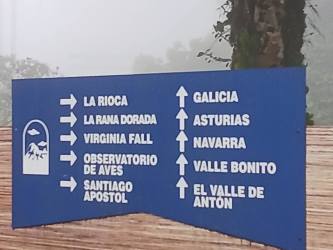 LA RIOCA
LA RANA DORADA
VIRGINIA FALL
OBSERVATORIO
DE AVES
SANTIAGO
APOSTOL
GALICIA
ASTURIAS
NAVARRA
VALLE BONITO
EL VALLE DE
ANTÓN